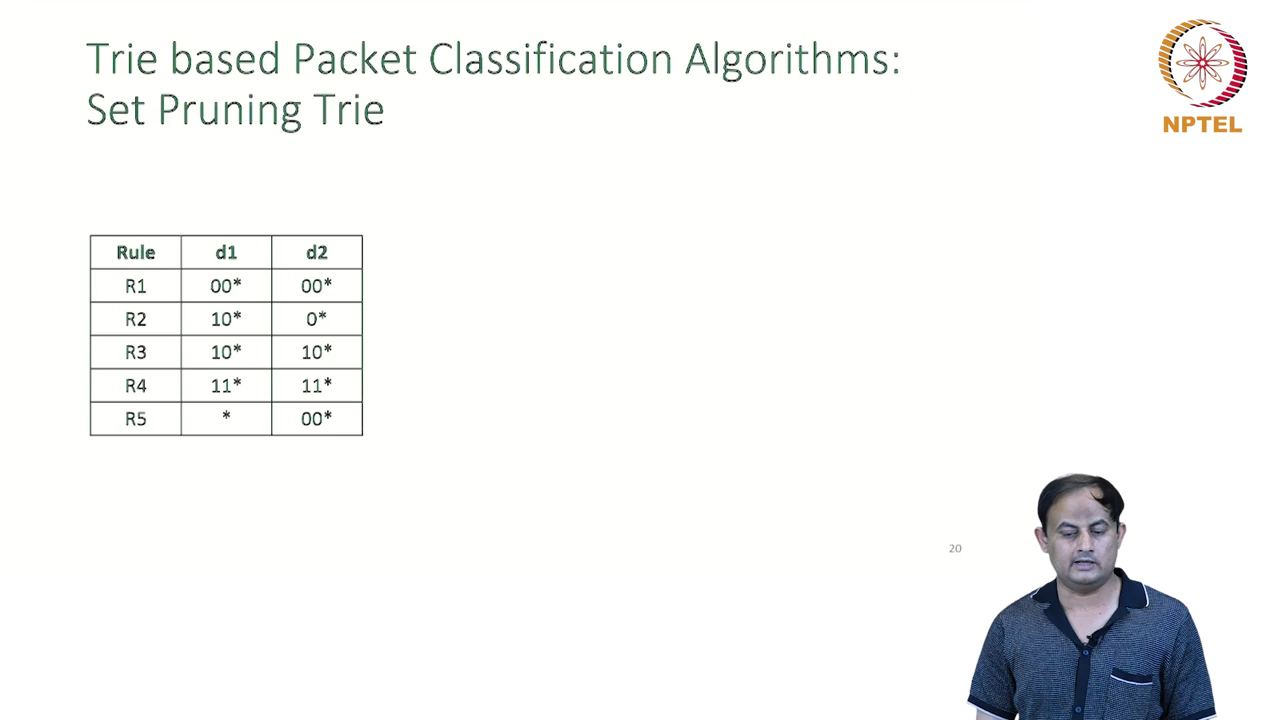 Trie based Packet Classification Algorithms:
Set Pruning Trie
NPTEL
Rule d1 d2
R1 00* 00*
R2 10* 0*
R3 10* 10*
R4 11* 11*
R5 * 00*
20